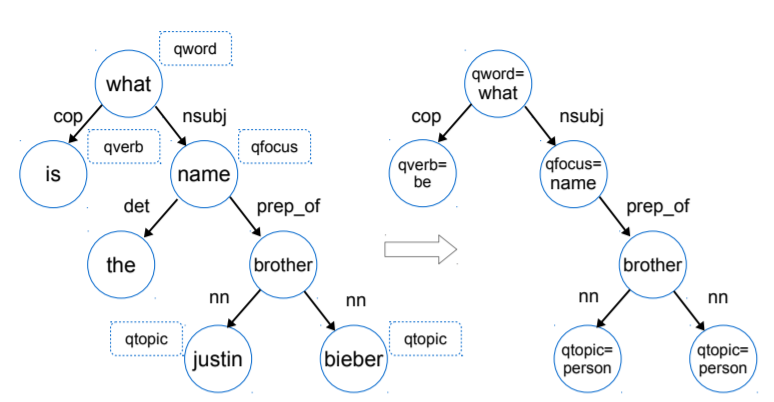 qword
what
cop
nsubj
qverb
qfocus
is
name
det
prep_of
the
brother
nn
nn
qtopic
justin
bieber
qtopic
qword=
what
cop
nsubj
qverb=
be
qfocus=
name
prep_of
brother
nn
nn
qtopic=
person
qtopic=
person